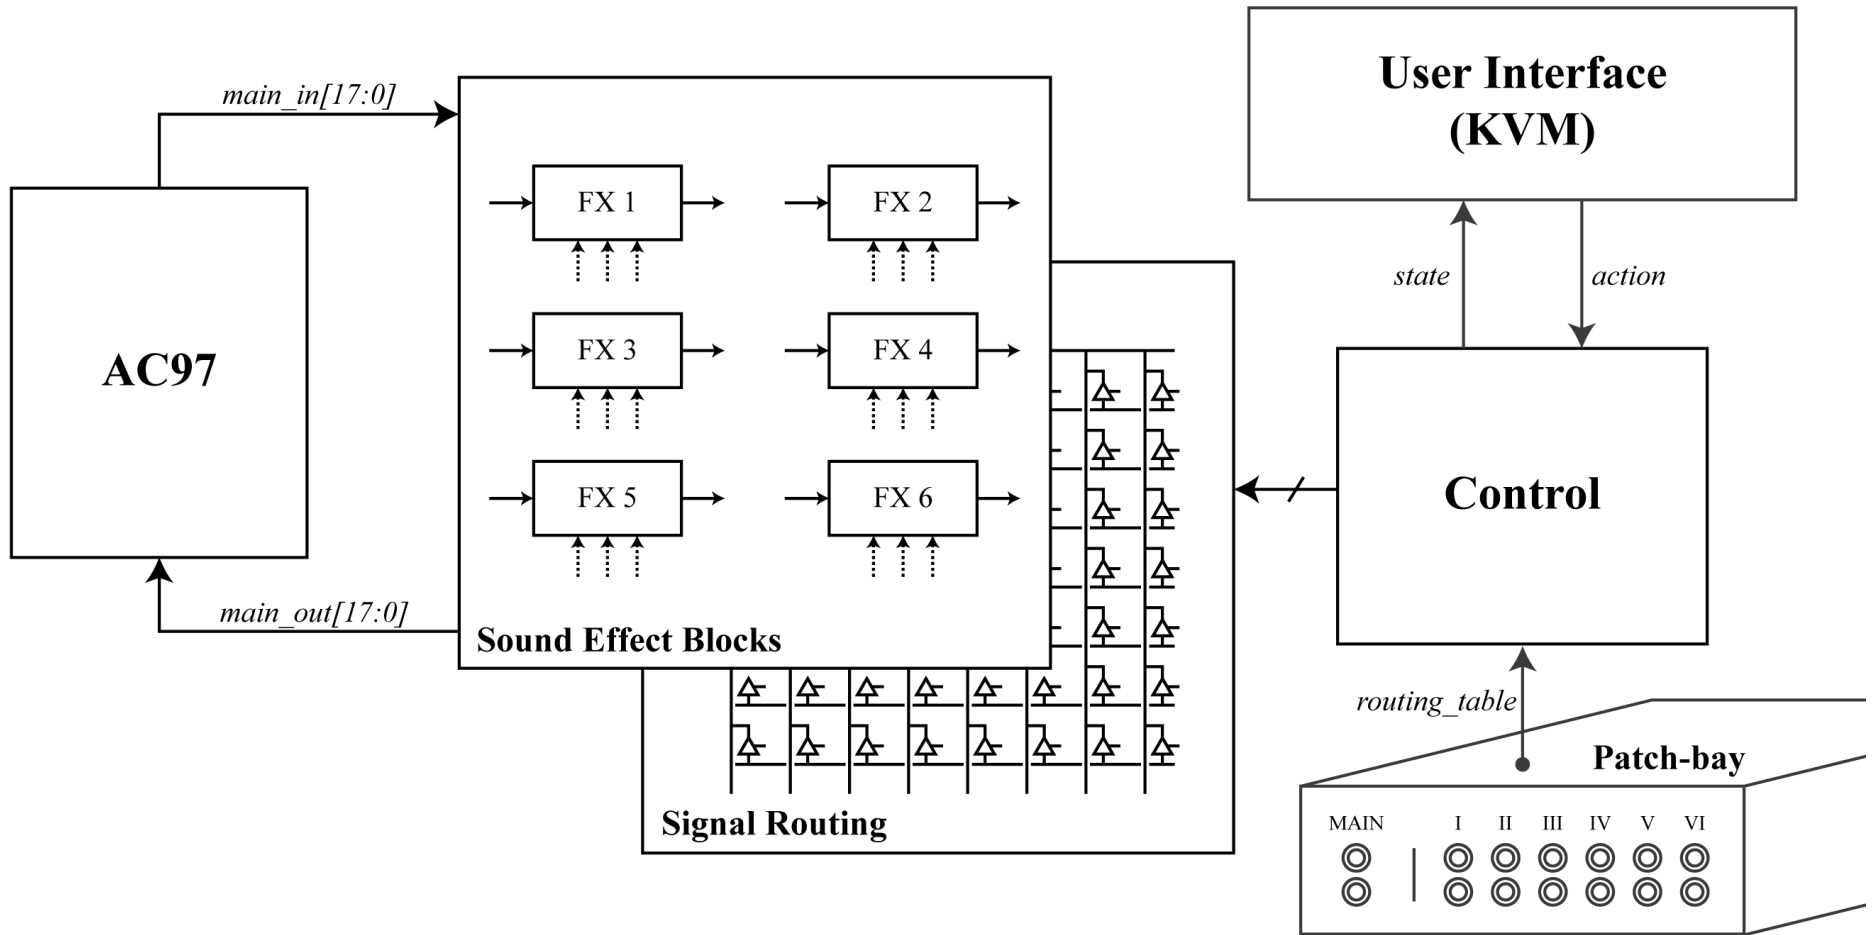 main_in[17:0]
User Interface
(KVM)
FX 1
FX 2
state
action
AC97
FX 3
FX 4
Control
FX 5
FX 6
main_out[17:0]
Sound Effect Blocks
routing_table
Patch-bay
Signal Routing
MAIN I II III IV V VI